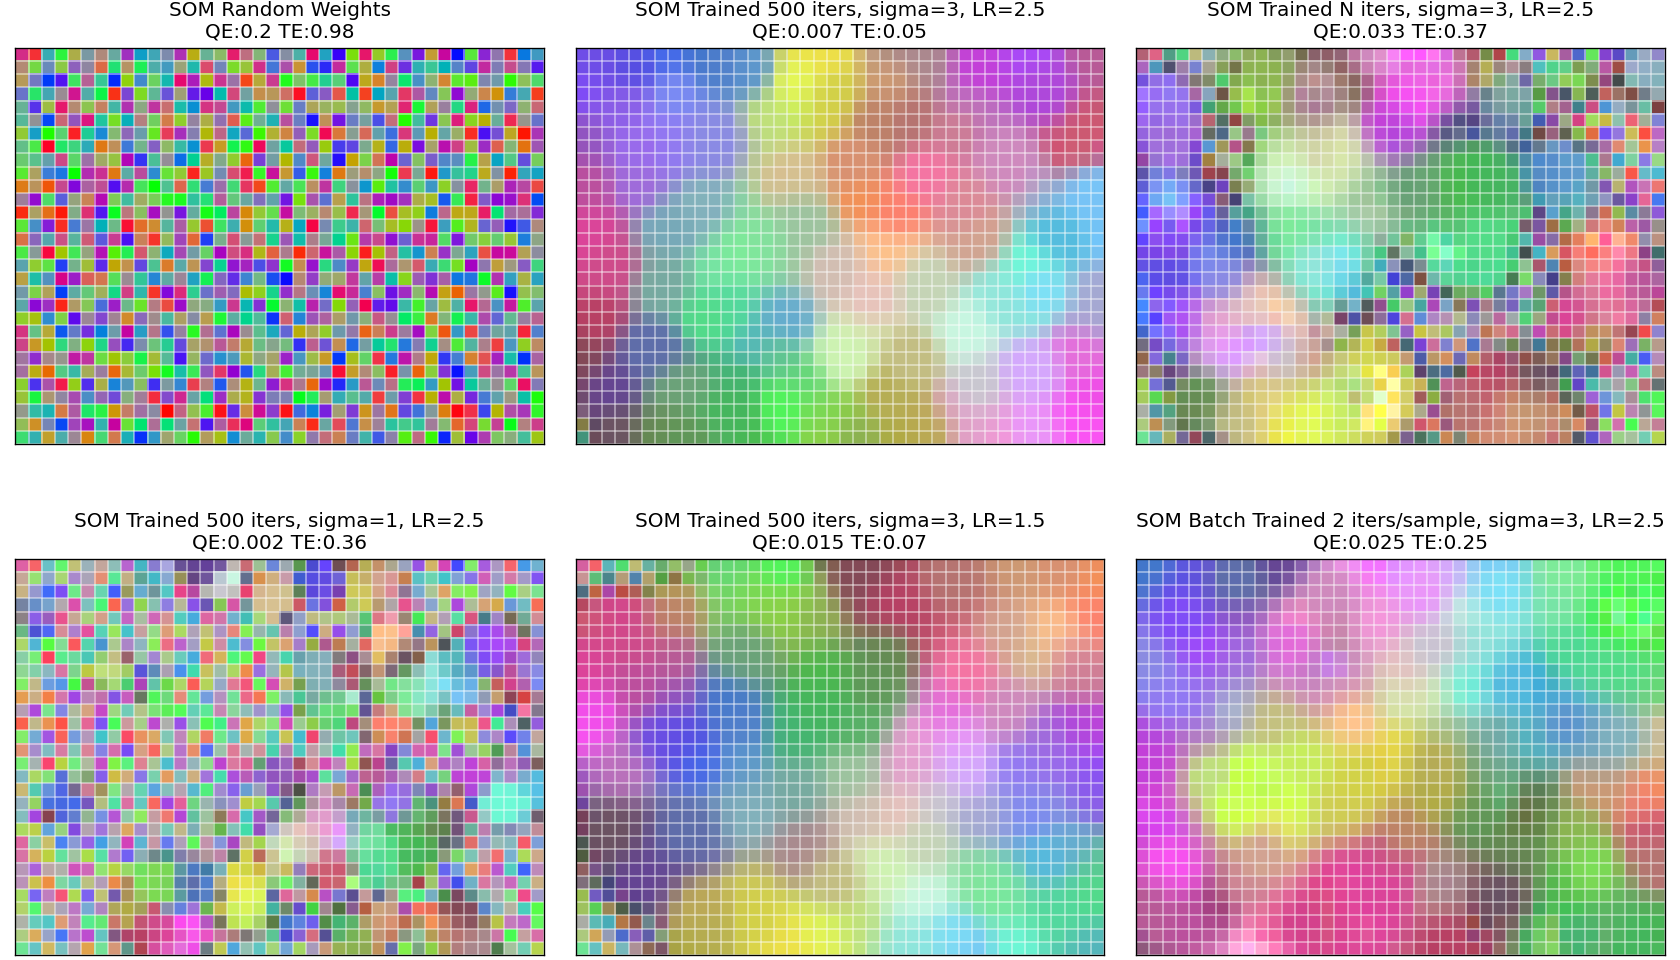 SOM Random Weights
QE:0.2 TE:0.98
SOM Trained 500 iters, sigma=3, LR=2.5
QE:0.007 TE:0.05
SOM Trained N iters, sigma=3, LR=2.5
QE:0.033 TE:0.37
SOM Trained 500 iters, sigma=1, LR=2.5
QE:0.002 TE:0.36
SOM Trained 500 iters, sigma=3, LR=1.5
QE:0.015 TE:0.07
SOM Batch Trained 2 iters/sample, sigma=3, LR=2.5
QE:0.025 TE:0.25